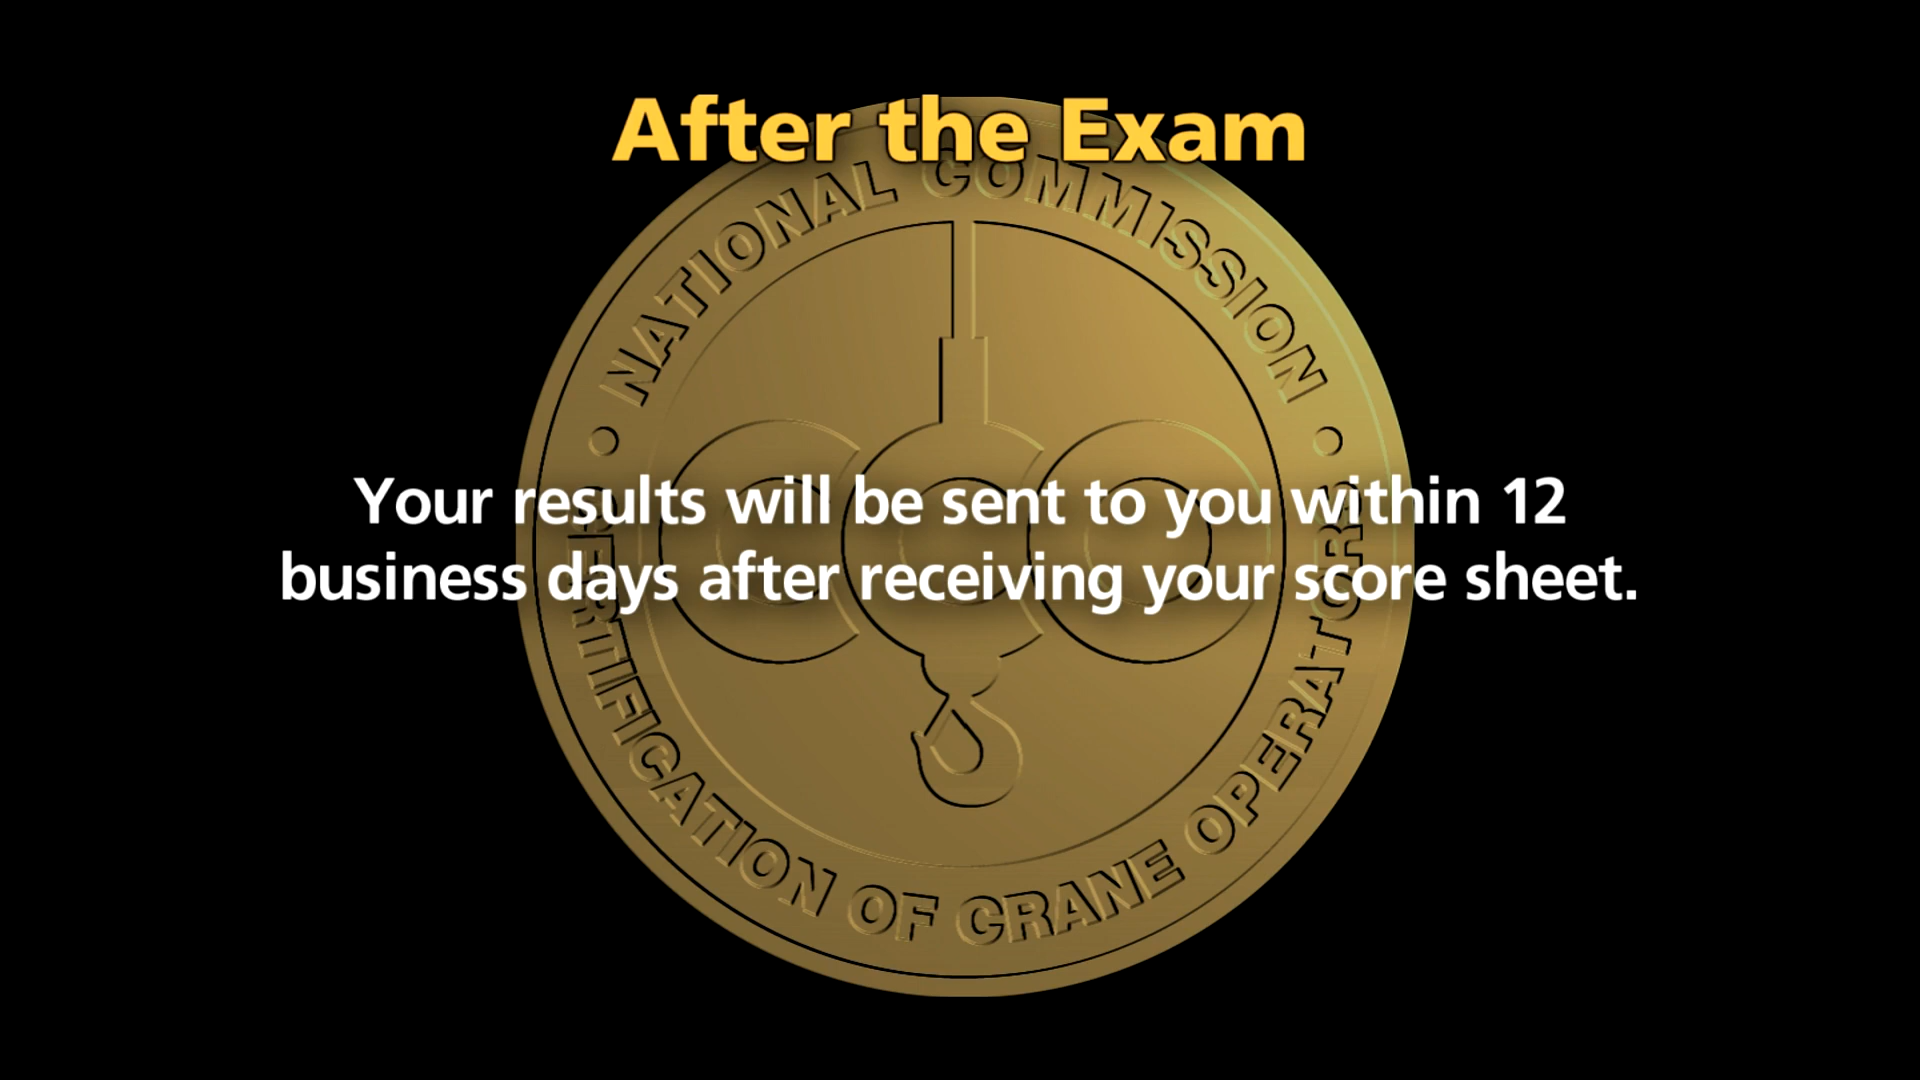 After the Exam
NATIONAL COMMISSION
Your results will be sent to you within 12
business days after receiving your score sheet.
CERTIFICATION OF CRANE OPERATORS